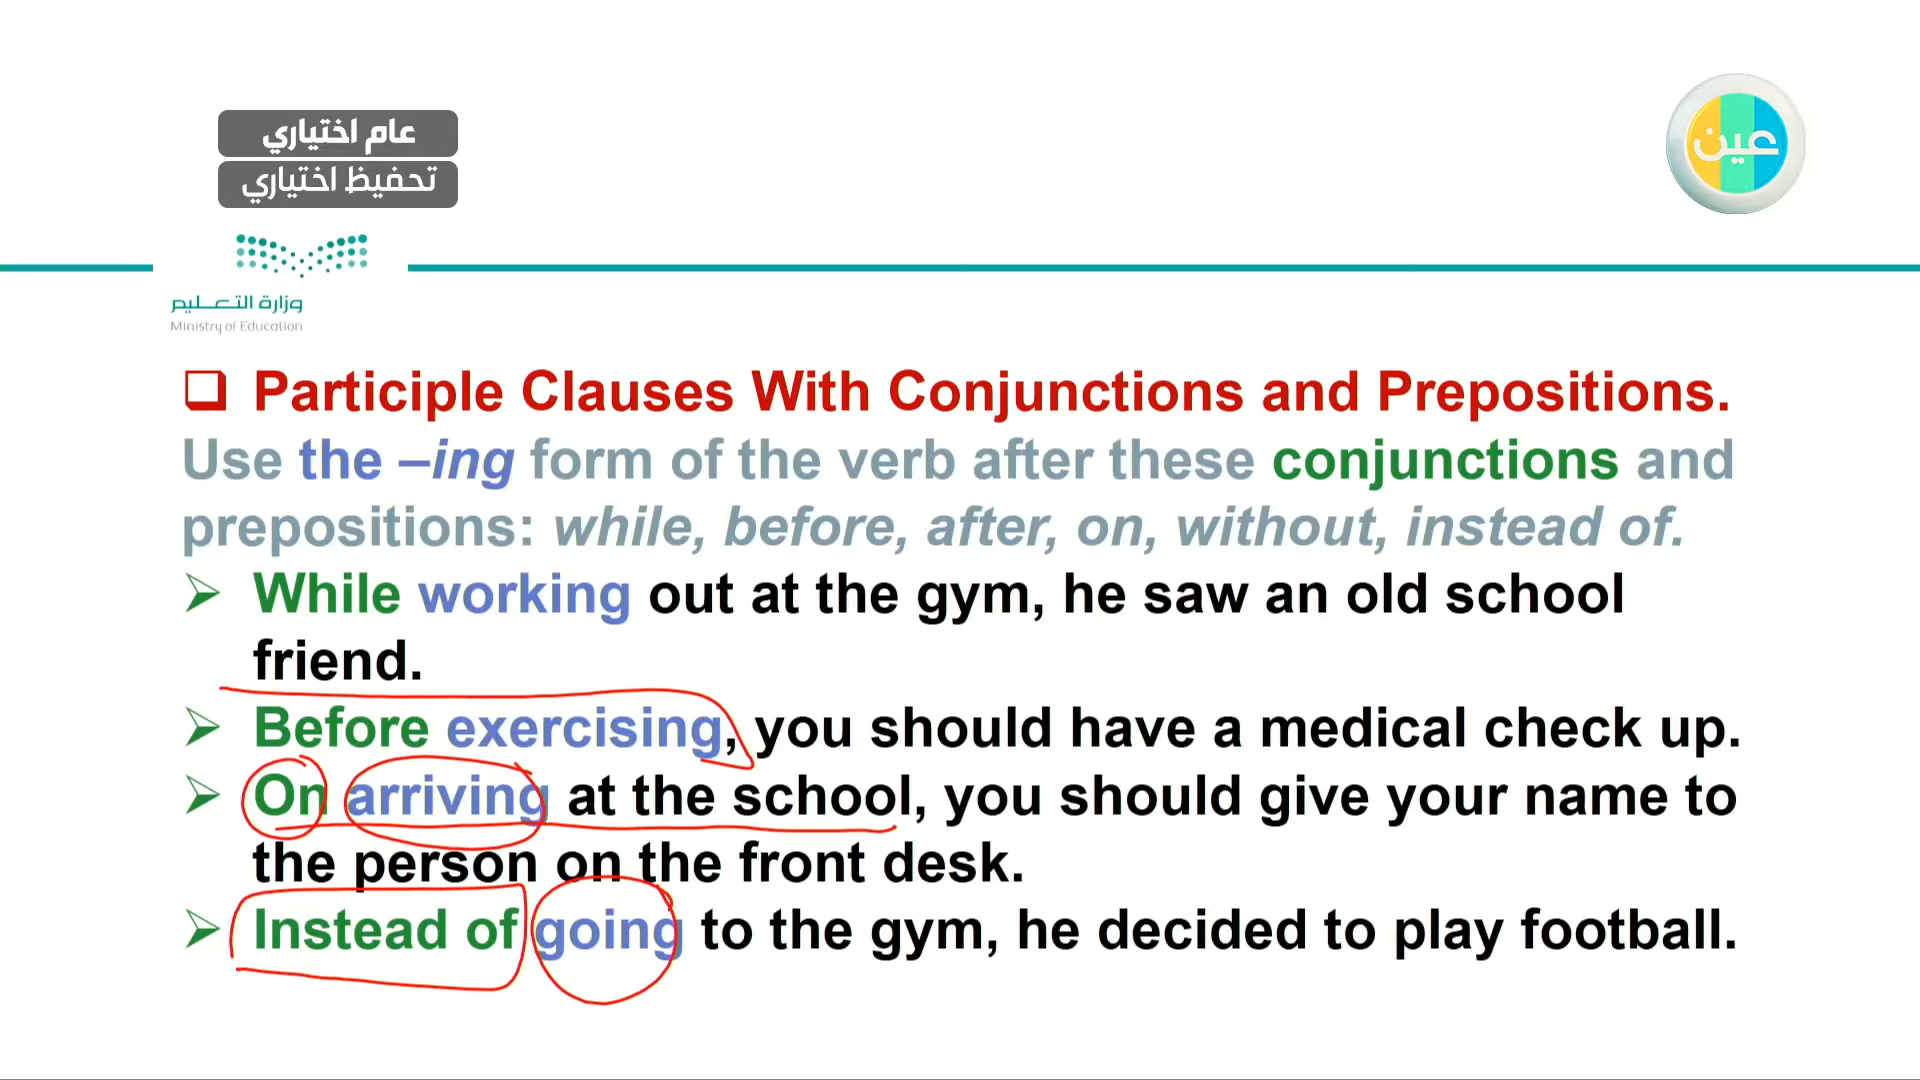 عام اختياري
تحفيظ اختياري
عين
وزارة التعليم
Ministry of Education
❑ Participle Clauses With Conjunctions and Prepositions.
Use the –ing form of the verb after these conjunctions and
prepositions: while, before, after, on, without, instead of.
➢ While working out at the gym, he saw an old school
friend.
➢ Before exercising, you should have a medical check up.
➢ On arriving at the school, you should give your name to
the person on the front desk.
➢ Instead of going to the gym, he decided to play football.